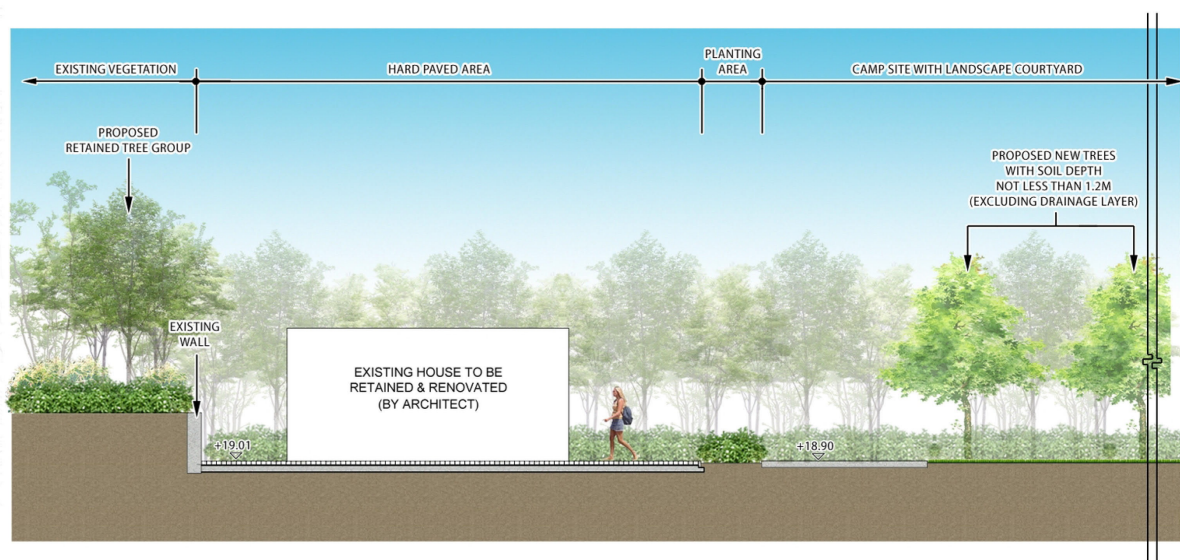 EXISTING VEGETATION
HARD PAVED AREA
PLANTING
AREA
CAMP SITE WITH LANDSCAPE COURTYARD
PROPOSED
RETAINED TREE GROUP
PROPOSED NEW TREES
WITH SOIL DEPTH
NOT LESS THAN 1.2M
(EXCLUDING DRAINAGE LAYER)
EXISTING
WALL
EXISTING HOUSE TO BE
RETAINED & RENOVATED
(BY ARCHITECT)
+19.01
+18.90